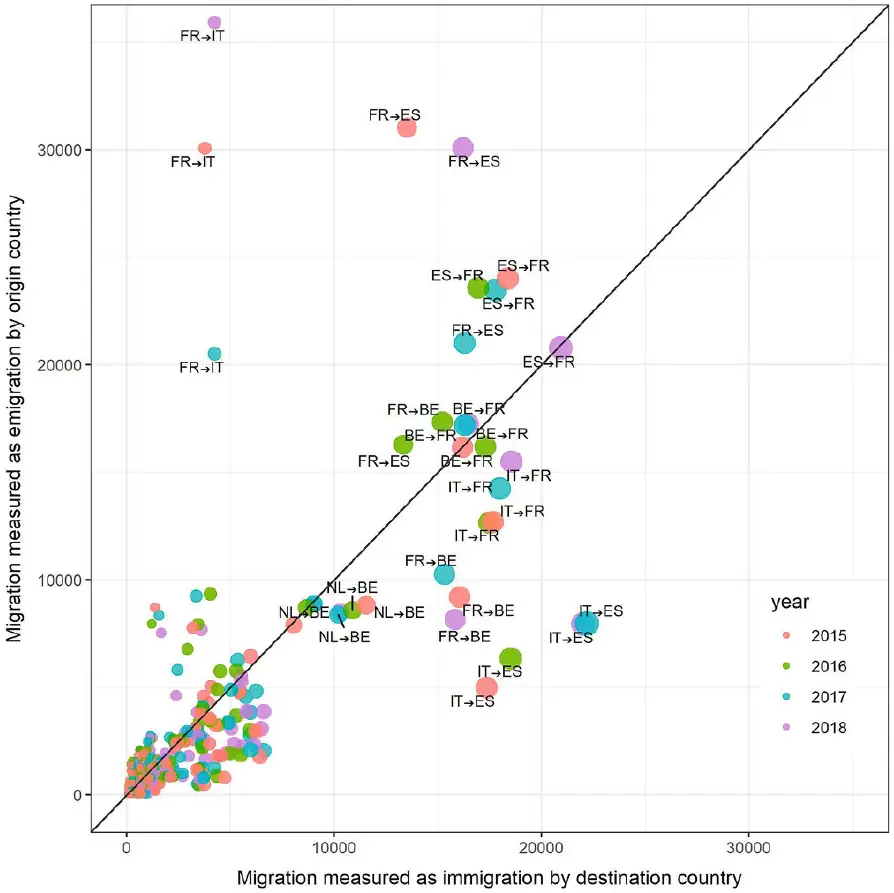 FR→IT
FR→ES
30000
FR→IT
FR→ES
ES→FR
ES→FR
ES→FR
FR→ES
20000
FR→IT
ES→FR
FR→BE
BE→FR
BE→FR
BE→FR
FR→ES
BE→FR
IT→FR
IT→FR
IT→FR
IT→FR
FR→BE
10000
NL→BE
NL→BE
NL→BE
NL→BE
FR→BE
FR→BE
IT→ES
IT→ES
IT→ES
IT→ES
0
0
10000
20000
30000
Migration measured as immigration by destination country
Migration measured as emigration by origin country
year
2015
2016
2017
2018